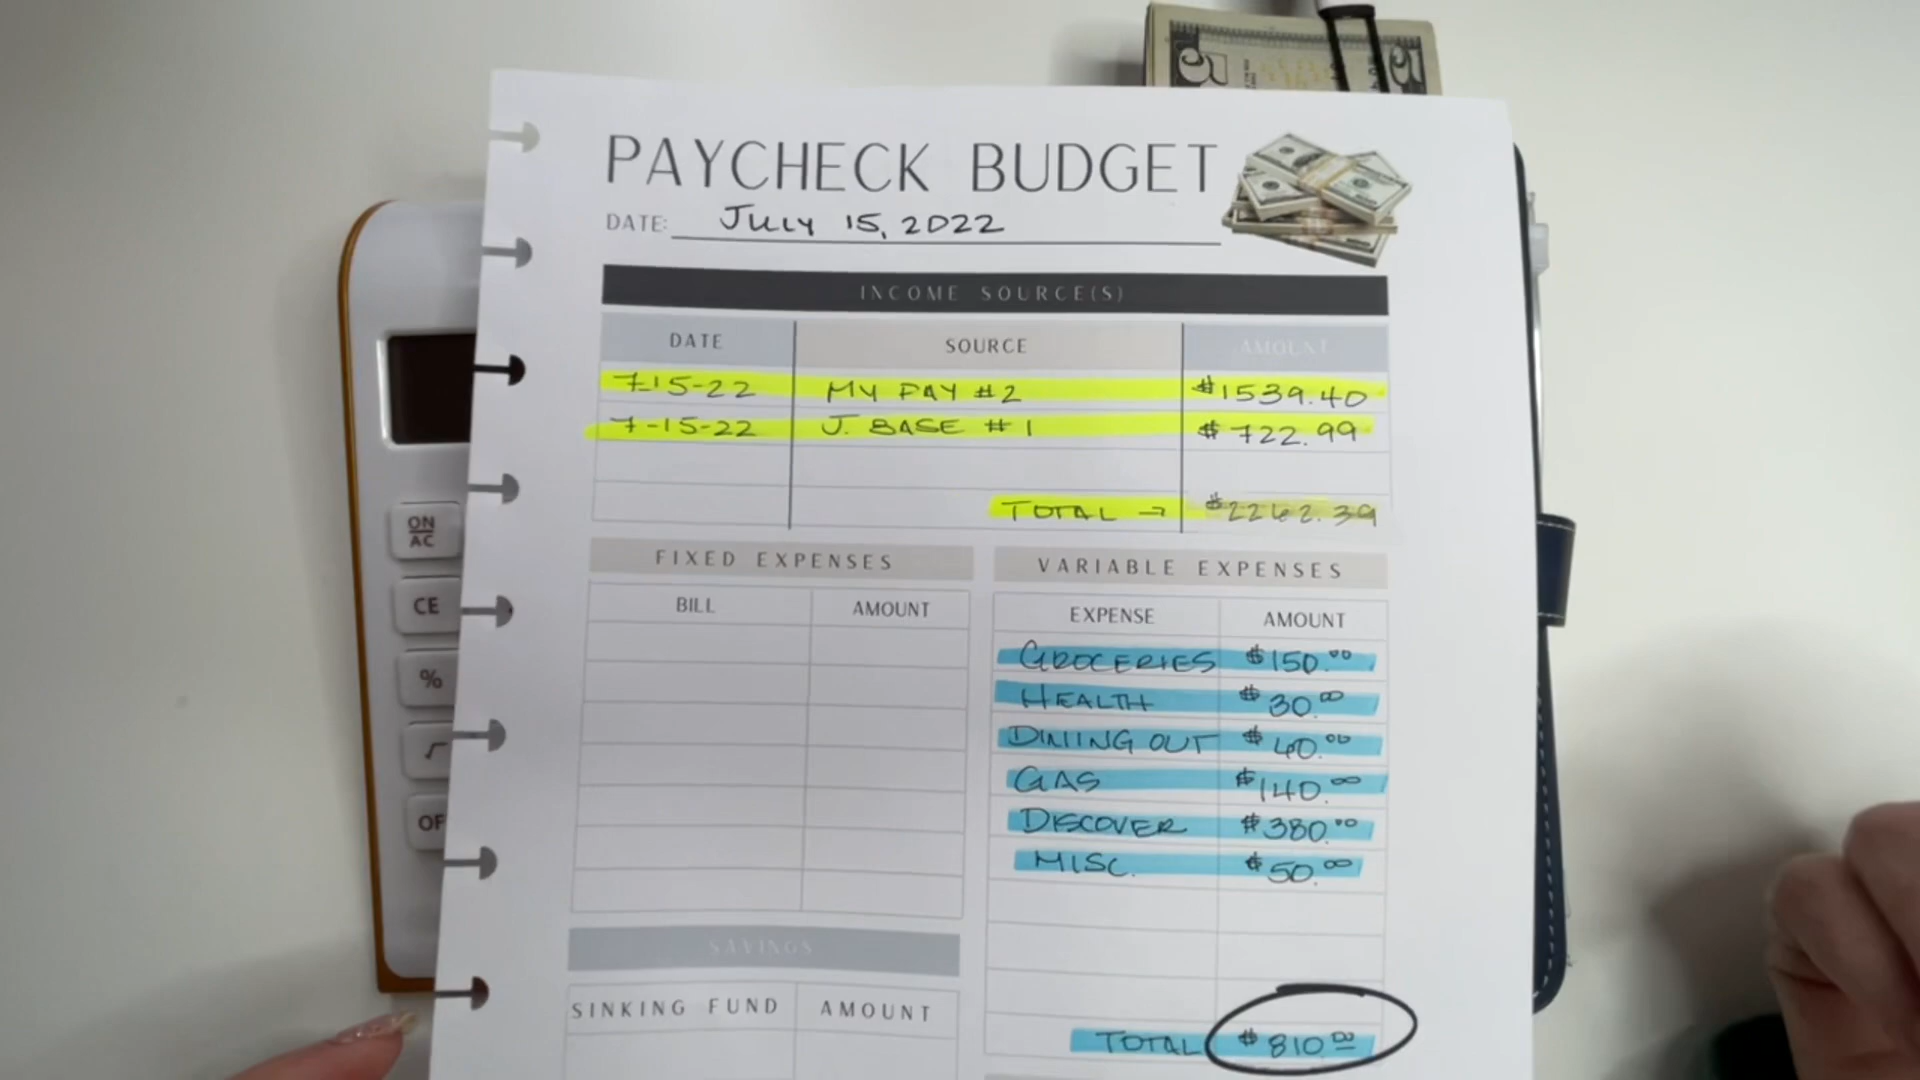 PAYCHECK BUDGET
DATE: JULY 15, 2022
INCOME SOURCE(S)
DATE SOURCE AMOUNT
7-15-22 MY PAY #2 $1539.40
7-15-22 J. BASE #1 $722.99
TOTAL → $2262.39
FIXED EXPENSES
BILL AMOUNT
VARIABLE EXPENSES
EXPENSE AMOUNT
GROCERIES $150.00
HEALTH $30.00
DINING OUT $40.00
GAS $140.00
DISCOVER $380.00
MISC. $50.00
TOTAL $810.00
SAVINGS
SINKING FUND AMOUNT
ON
AC
CE
%
√
OF
5